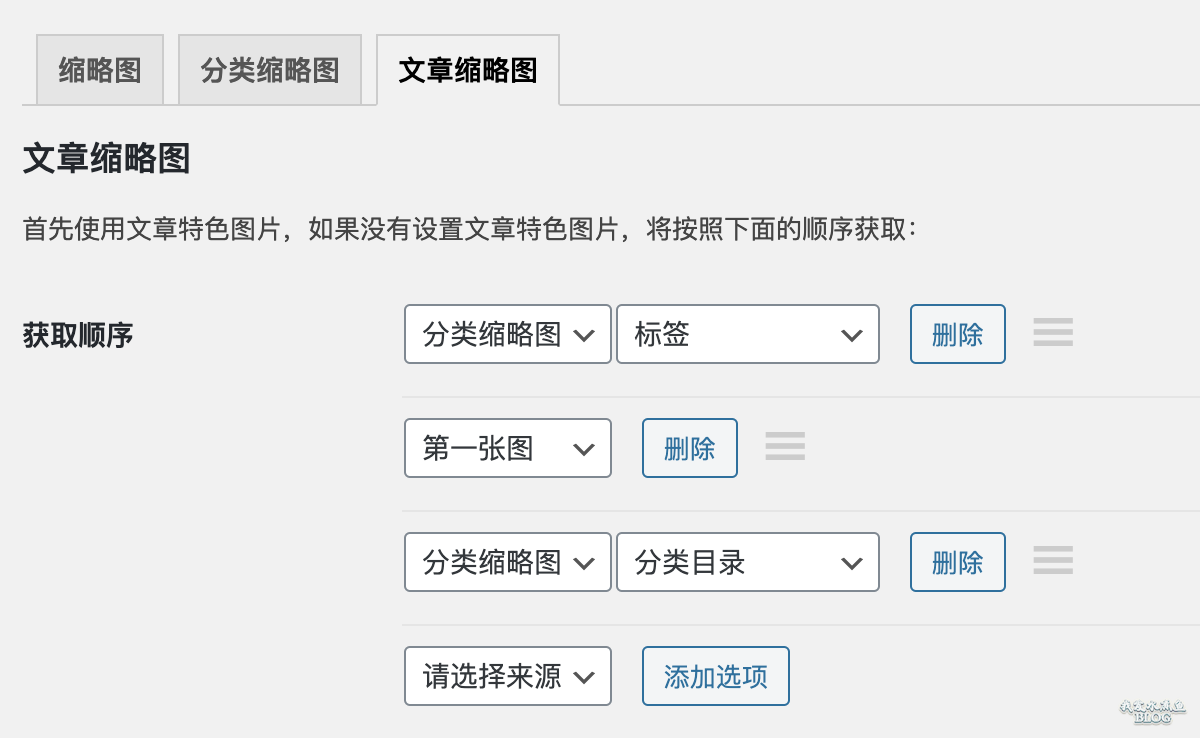 缩略图 分类缩略图 文章缩略图
文章缩略图
首先使用文章特色图片，如果没有设置文章特色图片，将按照下面的顺序获取：
获取顺序 分类缩略图 标签 删除
第一张图 删除
分类缩略图 分类目录 删除
请选择来源 添加选项
BLOG